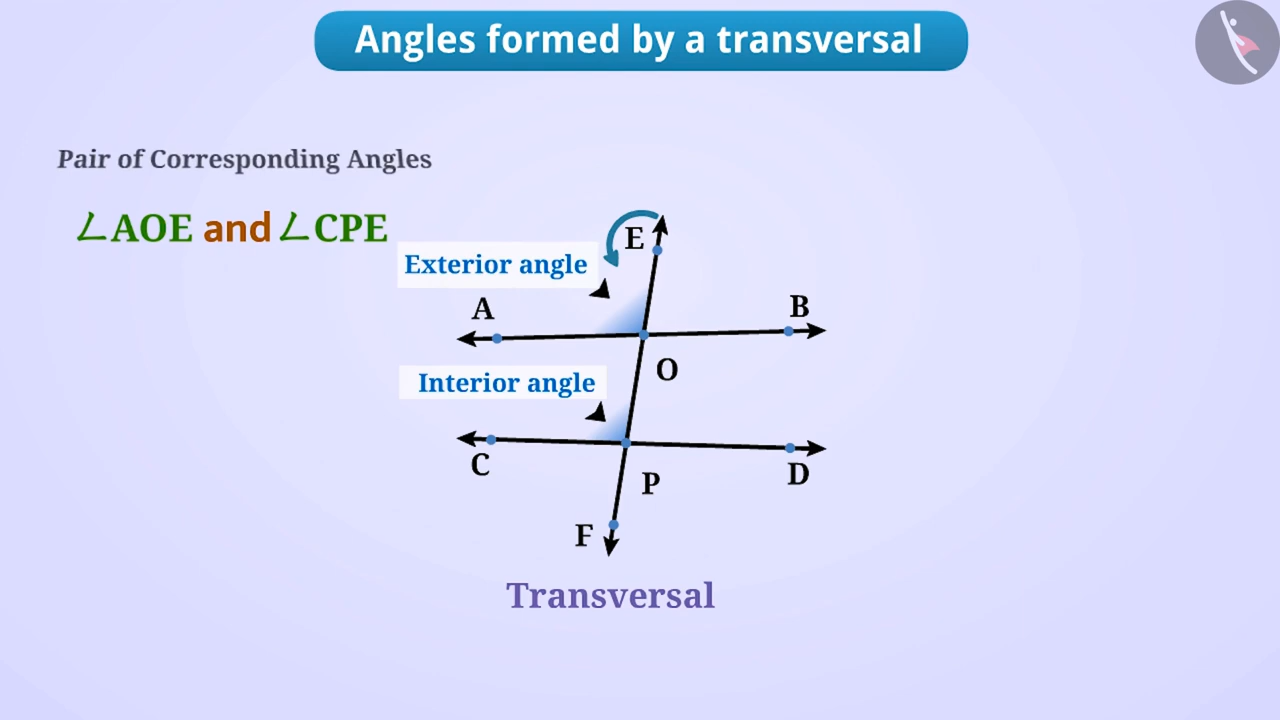 Angles formed by a transversal
Pair of Corresponding Angles
∠AOE and ∠CPE
E
Exterior angle
A
B
O
Interior angle
C
D
P
F
Transversal